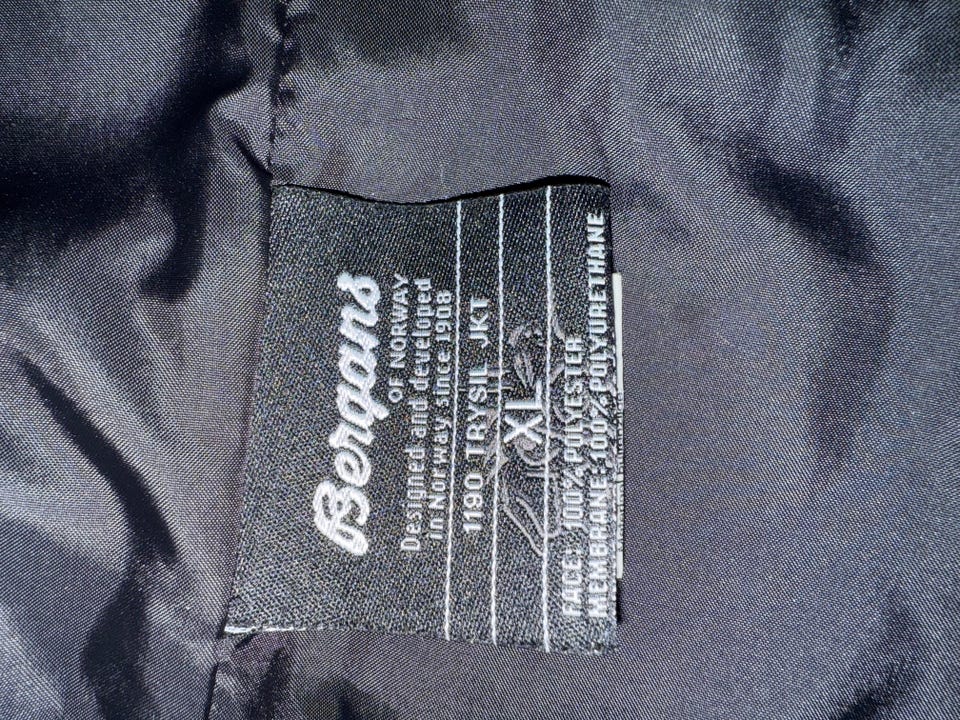 Bergans
OF NORWAY
Designed and developed
in Norway since 1908
1190 TRYSIL JKT
XL
FACE: 100% POLYESTER
MEMBRANE: 100% POLYURETHANE